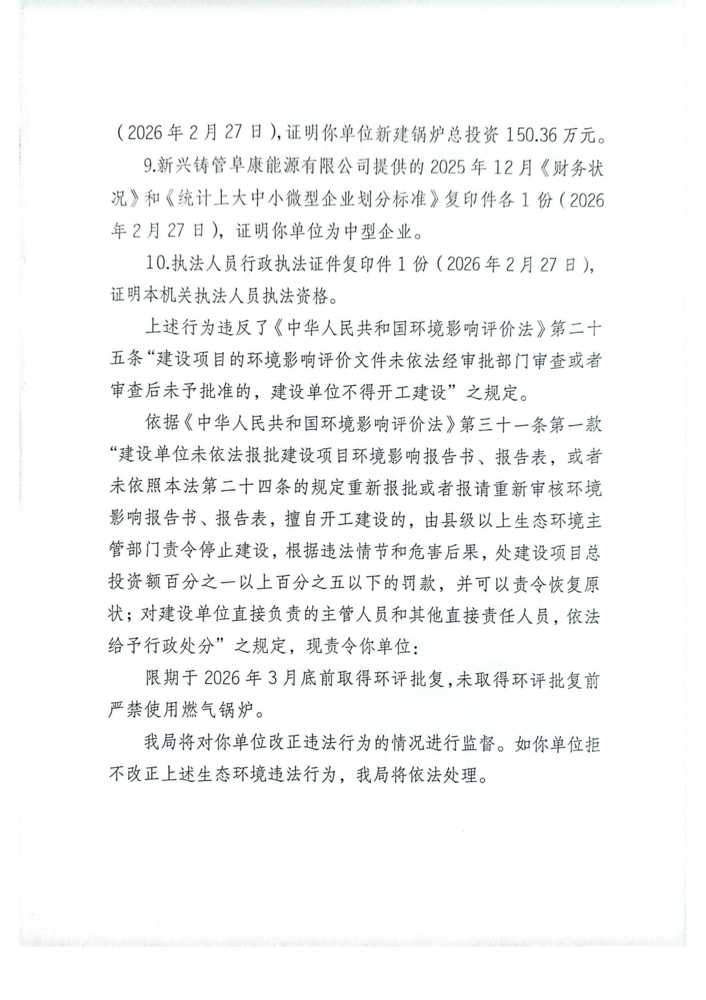 （2026年2月27日），证明你单位新建锅炉总投资150.36万元。
9.新兴铸管阜康能源有限公司提供的2025年12月《财务状
况》和《统计上大中小微型企业划分标准》复印件各1份（2026
年2月27日），证明你单位为中型企业。
10.执法人员行政执法证件复印件1份（2026年2月27日），
证明本机关执法人员执法资格。
上述行为违反了《中华人民共和国环境影响评价法》第二十
五条“建设项目的环境影响评价文件未依法经审批部门审查或者
审查后未予批准的，建设单位不得开工建设”之规定。
依据《中华人民共和国环境影响评价法》第三十一条第一款
“建设单位未依法报批建设项目环境影响报告书、报告表，或者
未依照本法第二十四条的规定重新报批或者报请重新审核环境
影响报告书、报告表，擅自开工建设的，由县级以上生态环境主
管部门责令停止建设，根据违法情节和危害后果，处建设项目总
投资额百分之一以上百分之五以下的罚款，并可以责令恢复原
状；对建设单位直接负责的主管人员和其他直接责任人员，依法
给予行政处分”之规定，现责令你单位：
限期于2026年3月底前取得环评批复，未取得环评批复前
严禁使用燃气锅炉。
我局将对你单位改正违法行为的情况进行监督。如你单位拒
不改正上述生态环境违法行为，我局将依法处理。